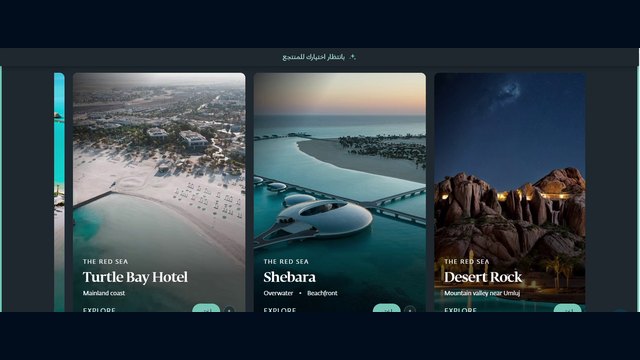 بانتظار اختيارك للمنتجع
THE RED SEA
Turtle Bay Hotel
Mainland coast
EXPLORE
THE RED SEA
Shebara
Overwater • Beachfront
EXPLORE
THE RED SEA
Desert Rock
Mountain valley near Umluj
EXPLORE